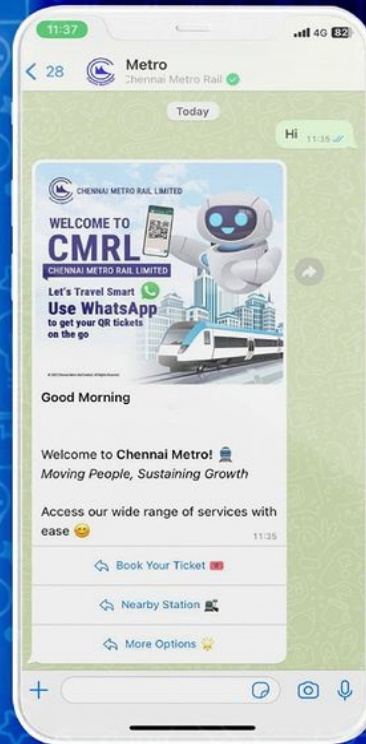 11:37
4G 82
28
Metro
Chennai Metro Rail
Today
Hi 11:35
CHENNAI METRO RAIL LIMITED
WELCOME TO
CMRL
CHENNAI METRO RAIL LIMITED
Let's Travel Smart
Use WhatsApp
to get your QR tickets
on the go
Good Morning
Welcome to Chennai Metro! 🚊
Moving People, Sustaining Growth
Access our wide range of services with
ease 😊
11:35
Book Your Ticket 🎟️
Nearby Station 🚉
More Options 🌟